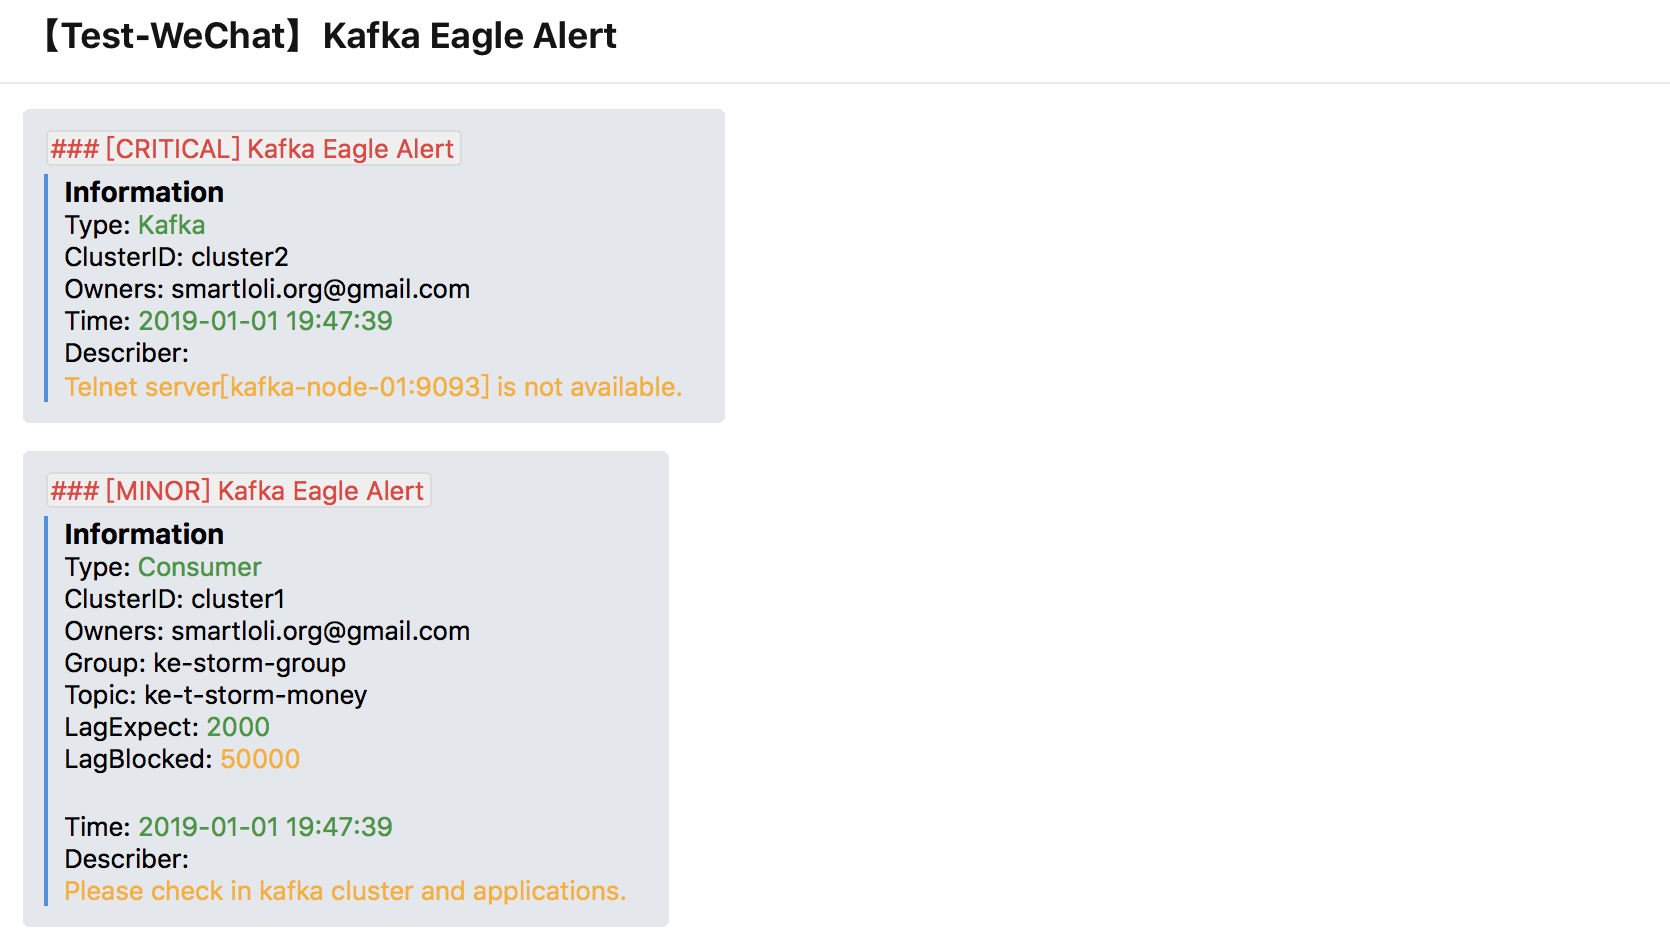 【Test-WeChat】Kafka Eagle Alert
### [CRITICAL] Kafka Eagle Alert
Information
Type: Kafka
ClusterID: cluster2
Owners: smartloli.org@gmail.com
Time: 2019-01-01 19:47:39
Describer:
Telnet server[kafka-node-01:9093] is not available.
### [MINOR] Kafka Eagle Alert
Information
Type: Consumer
ClusterID: cluster1
Owners: smartloli.org@gmail.com
Group: ke-storm-group
Topic: ke-t-storm-money
LagExpect: 2000
LagBlocked: 50000
Time: 2019-01-01 19:47:39
Describer:
Please check in kafka cluster and applications.